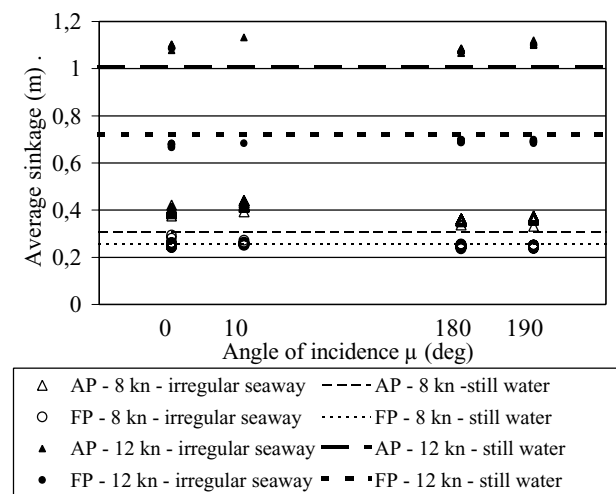 1,2
1
0,8
0,6
0,4
0,2
0
Average sinkage (m) .
0 10 180 190
Angle of incidence µ (deg)
AP - 8 kn - irregular seaway AP - 8 kn -still water
FP - 8 kn - irregular seaway FP - 8 kn - still water
AP - 12 kn - irregular seaway AP - 12 kn - still water
FP - 12 kn - irregular seaway FP - 12 kn - still water